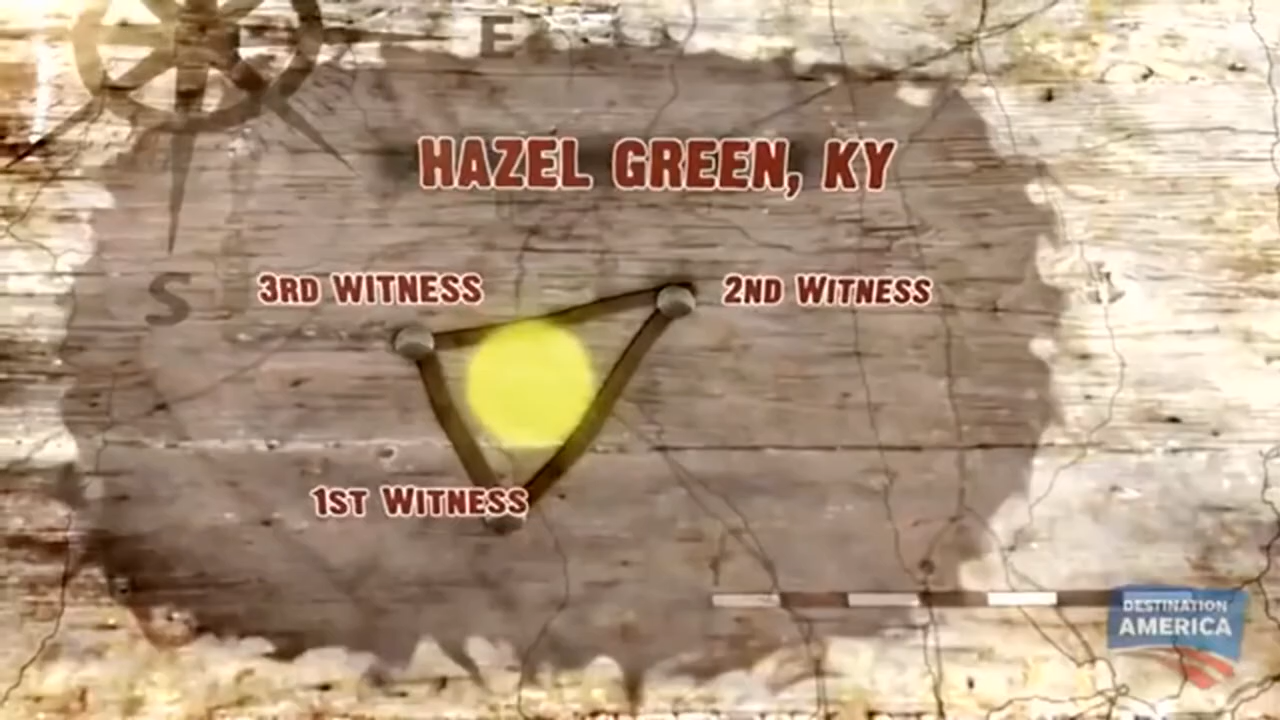 E
HAZEL GREEN, KY
S
3RD WITNESS
2ND WITNESS
1ST WITNESS
DESTINATION
AMERICA